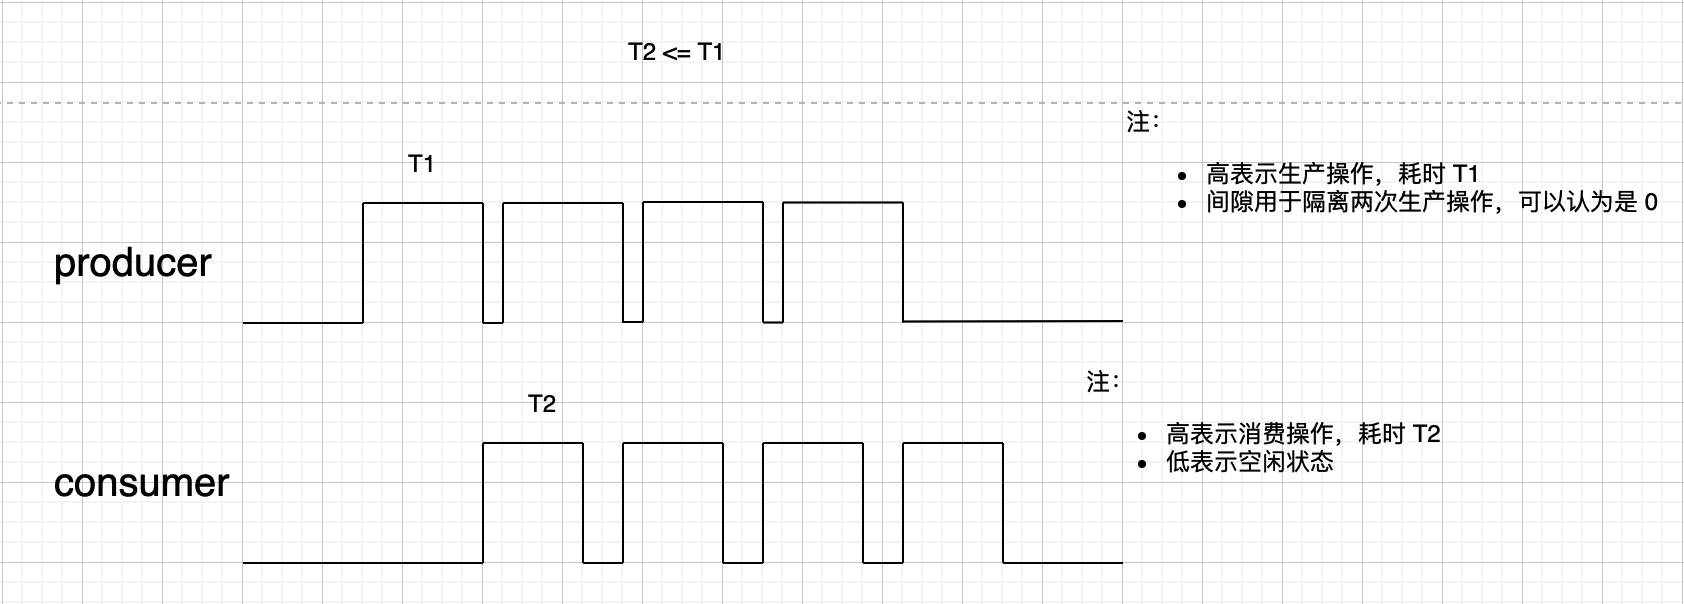 T2 <= T1
注：
T1
高表示生产操作，耗时 T1
间隙用于隔离两次生产操作，可以认为是 0
producer
注：
T2
高表示消费操作，耗时 T2
低表示空闲状态
consumer